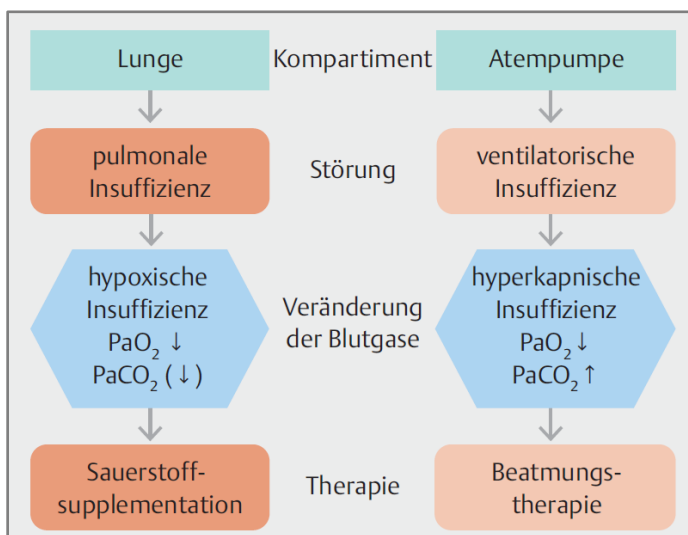 Lunge Kompartiment Atempumpe
pulmonale
Insuffizienz
Störung
ventilatorische
Insuffizienz
hypoxische
Insuffizienz
PaO₂ ↓
PaCO₂ (↓)
Veränderung
der Blutgase
hyperkapnische
Insuffizienz
PaO₂ ↓
PaCO₂ ↑
Sauerstoff-
supplementation
Therapie
Beatmungs-
therapie